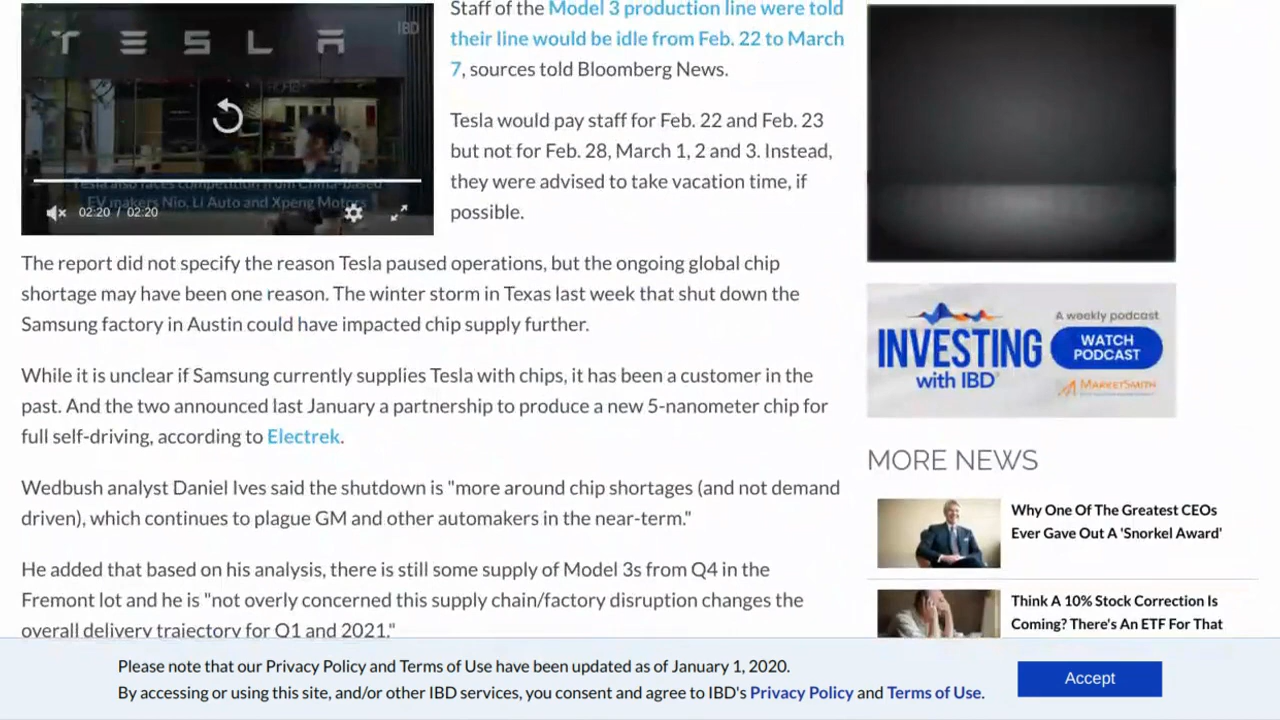 TESLA
IBD
Tesla also faces competition from China-based
EV makers Nio, Li Auto and Xpeng Motors
02:20 / 02:20
Staff of the Model 3 production line were told
their line would be idle from Feb. 22 to March
7, sources told Bloomberg News.
Tesla would pay staff for Feb. 22 and Feb. 23
but not for Feb. 28, March 1, 2 and 3. Instead,
they were advised to take vacation time, if
possible.
The report did not specify the reason Tesla paused operations, but the ongoing global chip
shortage may have been one reason. The winter storm in Texas last week that shut down the
Samsung factory in Austin could have impacted chip supply further.
While it is unclear if Samsung currently supplies Tesla with chips, it has been a customer in the
past. And the two announced last January a partnership to produce a new 5-nanometer chip for
full self-driving, according to Electrek.
Wedbush analyst Daniel Ives said the shutdown is "more around chip shortages (and not demand
driven), which continues to plague GM and other automakers in the near-term."
He added that based on his analysis, there is still some supply of Model 3s from Q4 in the
Fremont lot and he is "not overly concerned this supply chain/factory disruption changes the
overall delivery trajectory for Q1 and 2021."
INVESTING
with IBD
A weekly podcast
WATCH
PODCAST
MARKETSMITH
MORE NEWS
Why One Of The Greatest CEOs
Ever Gave Out A 'Snorkel Award'
Think A 10% Stock Correction Is
Coming? There's An ETF For That
Please note that our Privacy Policy and Terms of Use have been updated as of January 1, 2020.
By accessing or using this site, and/or other IBD services, you consent and agree to IBD's Privacy Policy and Terms of Use.
Accept